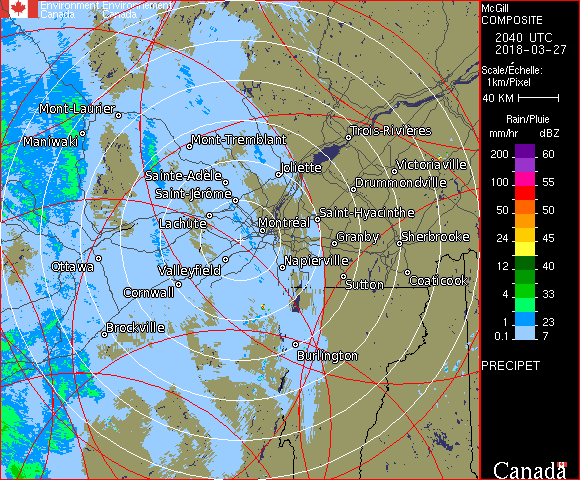 Environment Environnement
Canada Canada
McGill
COMPOSITE
2040 UTC
2018-03-27
Scale/Échelle:
1km/Pixel
40 KM
Rain/Pluie
mm/hr dBZ
200 60
100 55
50 50
24 45
12 40
4 33
1 23
0.1 7
PRECIPET
Canada
Mont-Laurier
Maniwaki
Mont-Tremblant
Trois-Rivières
Joliette
Victoriaville
Sainte-Adèle
Drummondville
Saint-Jérôme
Lachute
Montréal
Saint-Hyacinthe
Granby
Sherbrooke
Ottawa
Valleyfield
Napierville
Sutton
Coaticook
Cornwall
Brockville
Burlington